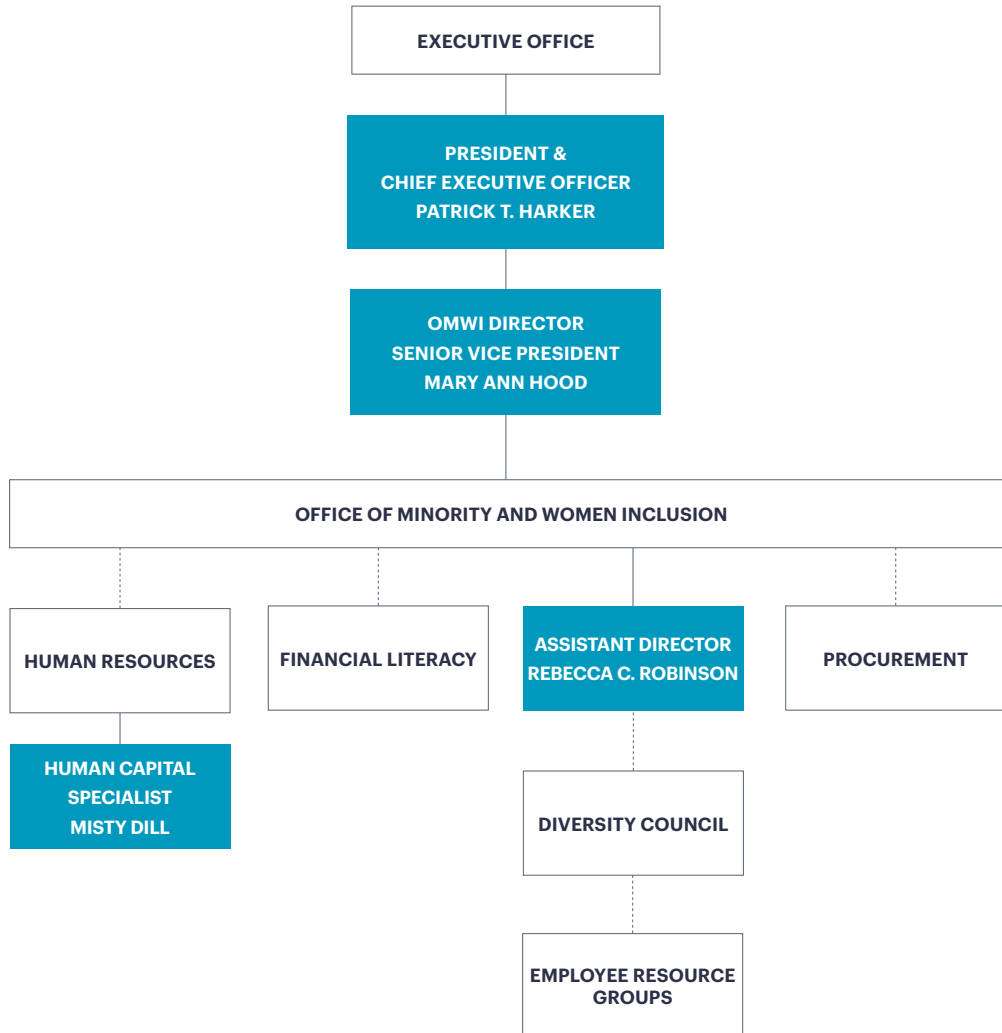 EXECUTIVE OFFICE
PRESIDENT &
CHIEF EXECUTIVE OFFICER
PATRICK T. HARKER
OMWI DIRECTOR
SENIOR VICE PRESIDENT
MARY ANN HOOD
OFFICE OF MINORITY AND WOMEN INCLUSION
HUMAN RESOURCES
HUMAN CAPITAL
SPECIALIST
MISTY DILL
FINANCIAL LITERACY
ASSISTANT DIRECTOR
REBECCA C. ROBINSON
DIVERSITY COUNCIL
EMPLOYEE RESOURCE
GROUPS
PROCUREMENT